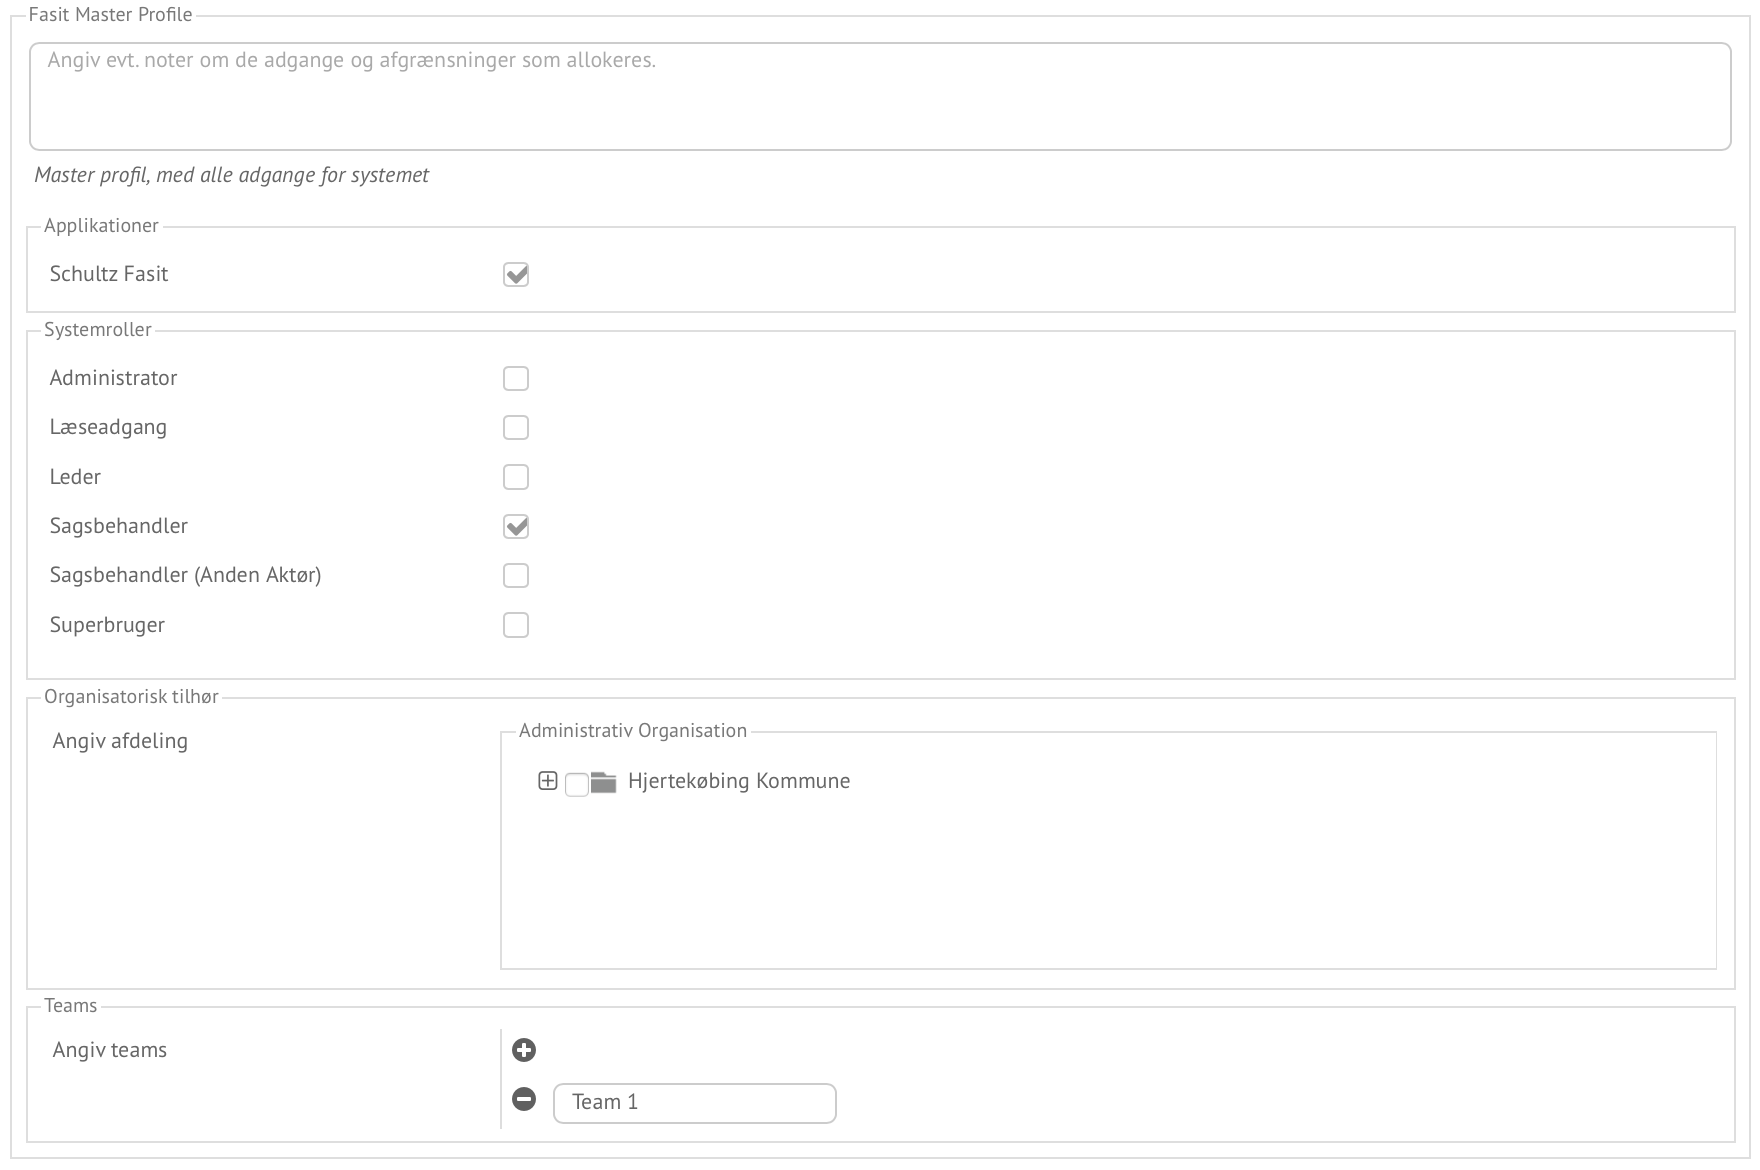 Fasit Master Profile
Angiv evt. noter om de adgange og afgrænsninger som allokeres.
Master profil, med alle adgange for systemet
Applikationer
Schultz Fasit
Systemroller
Administrator
Læseadgang
Leder
Sagsbehandler
Sagsbehandler (Anden Aktør)
Superbruger
Organisatorisk tilhør
Angiv afdeling
Administrativ Organisation
Hjertekøbing Kommune
Teams
Angiv teams
Team 1